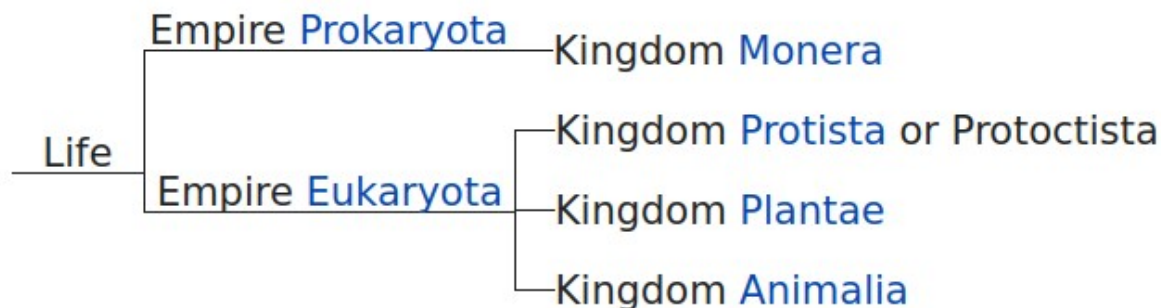 Empire Prokaryota
Kingdom Monera
Kingdom Protista or Protoctista
Life
Empire Eukaryota
Kingdom Plantae
Kingdom Animalia